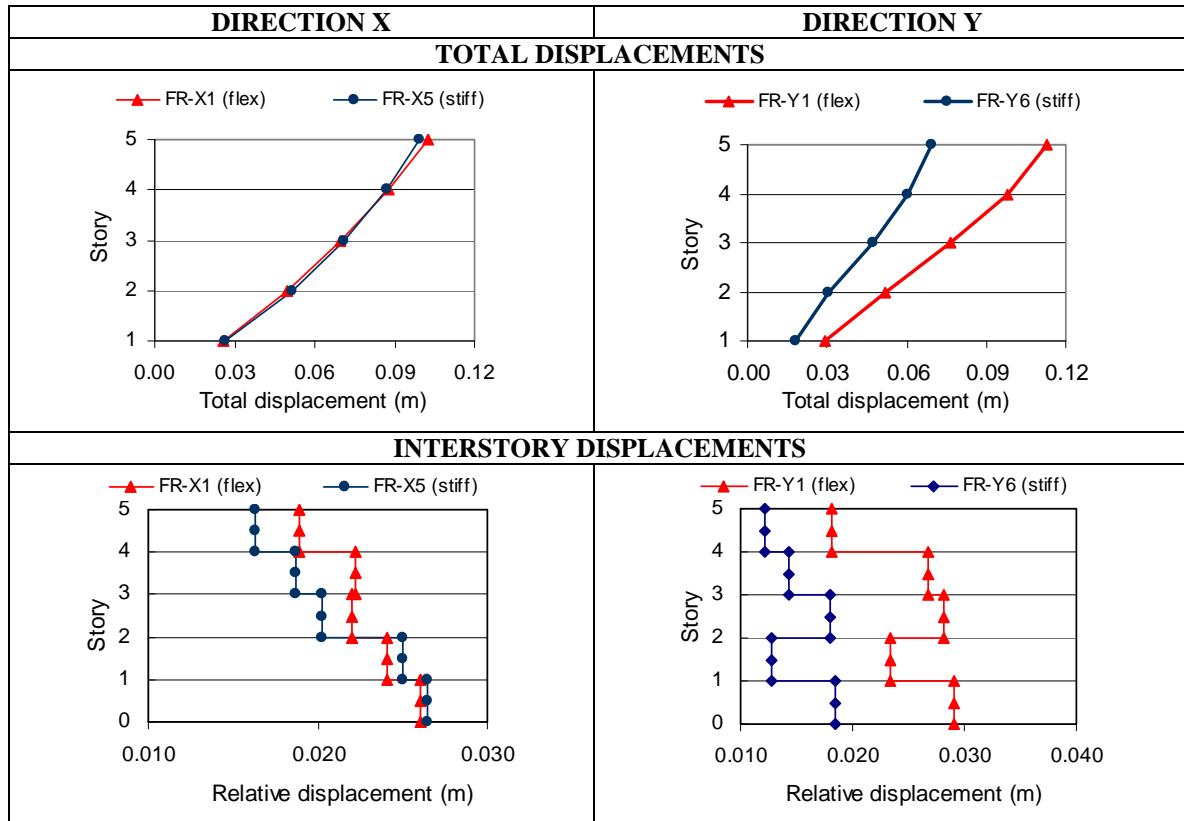 DIRECTION X DIRECTION Y
TOTAL DISPLACEMENTS
FR-X1 (flex) FR-X5 (stiff)
5
4
3
2
1
Story
0.00 0.03 0.06 0.09 0.12
Total displacement (m)
FR-Y1 (flex) FR-Y6 (stiff)
5
4
3
2
1
Story
0.00 0.03 0.06 0.09 0.12
Total displacement (m)
INTERSTORY DISPLACEMENTS
FR-X1 (flex) FR-X5 (stiff)
5
4
3
2
1
0
Story
0.010 0.020 0.030
Relative displacement (m)
FR-Y1 (flex) FR-Y6 (stiff)
5
4
3
2
1
0
Story
0.010 0.020 0.030 0.040
Relative displacement (m)